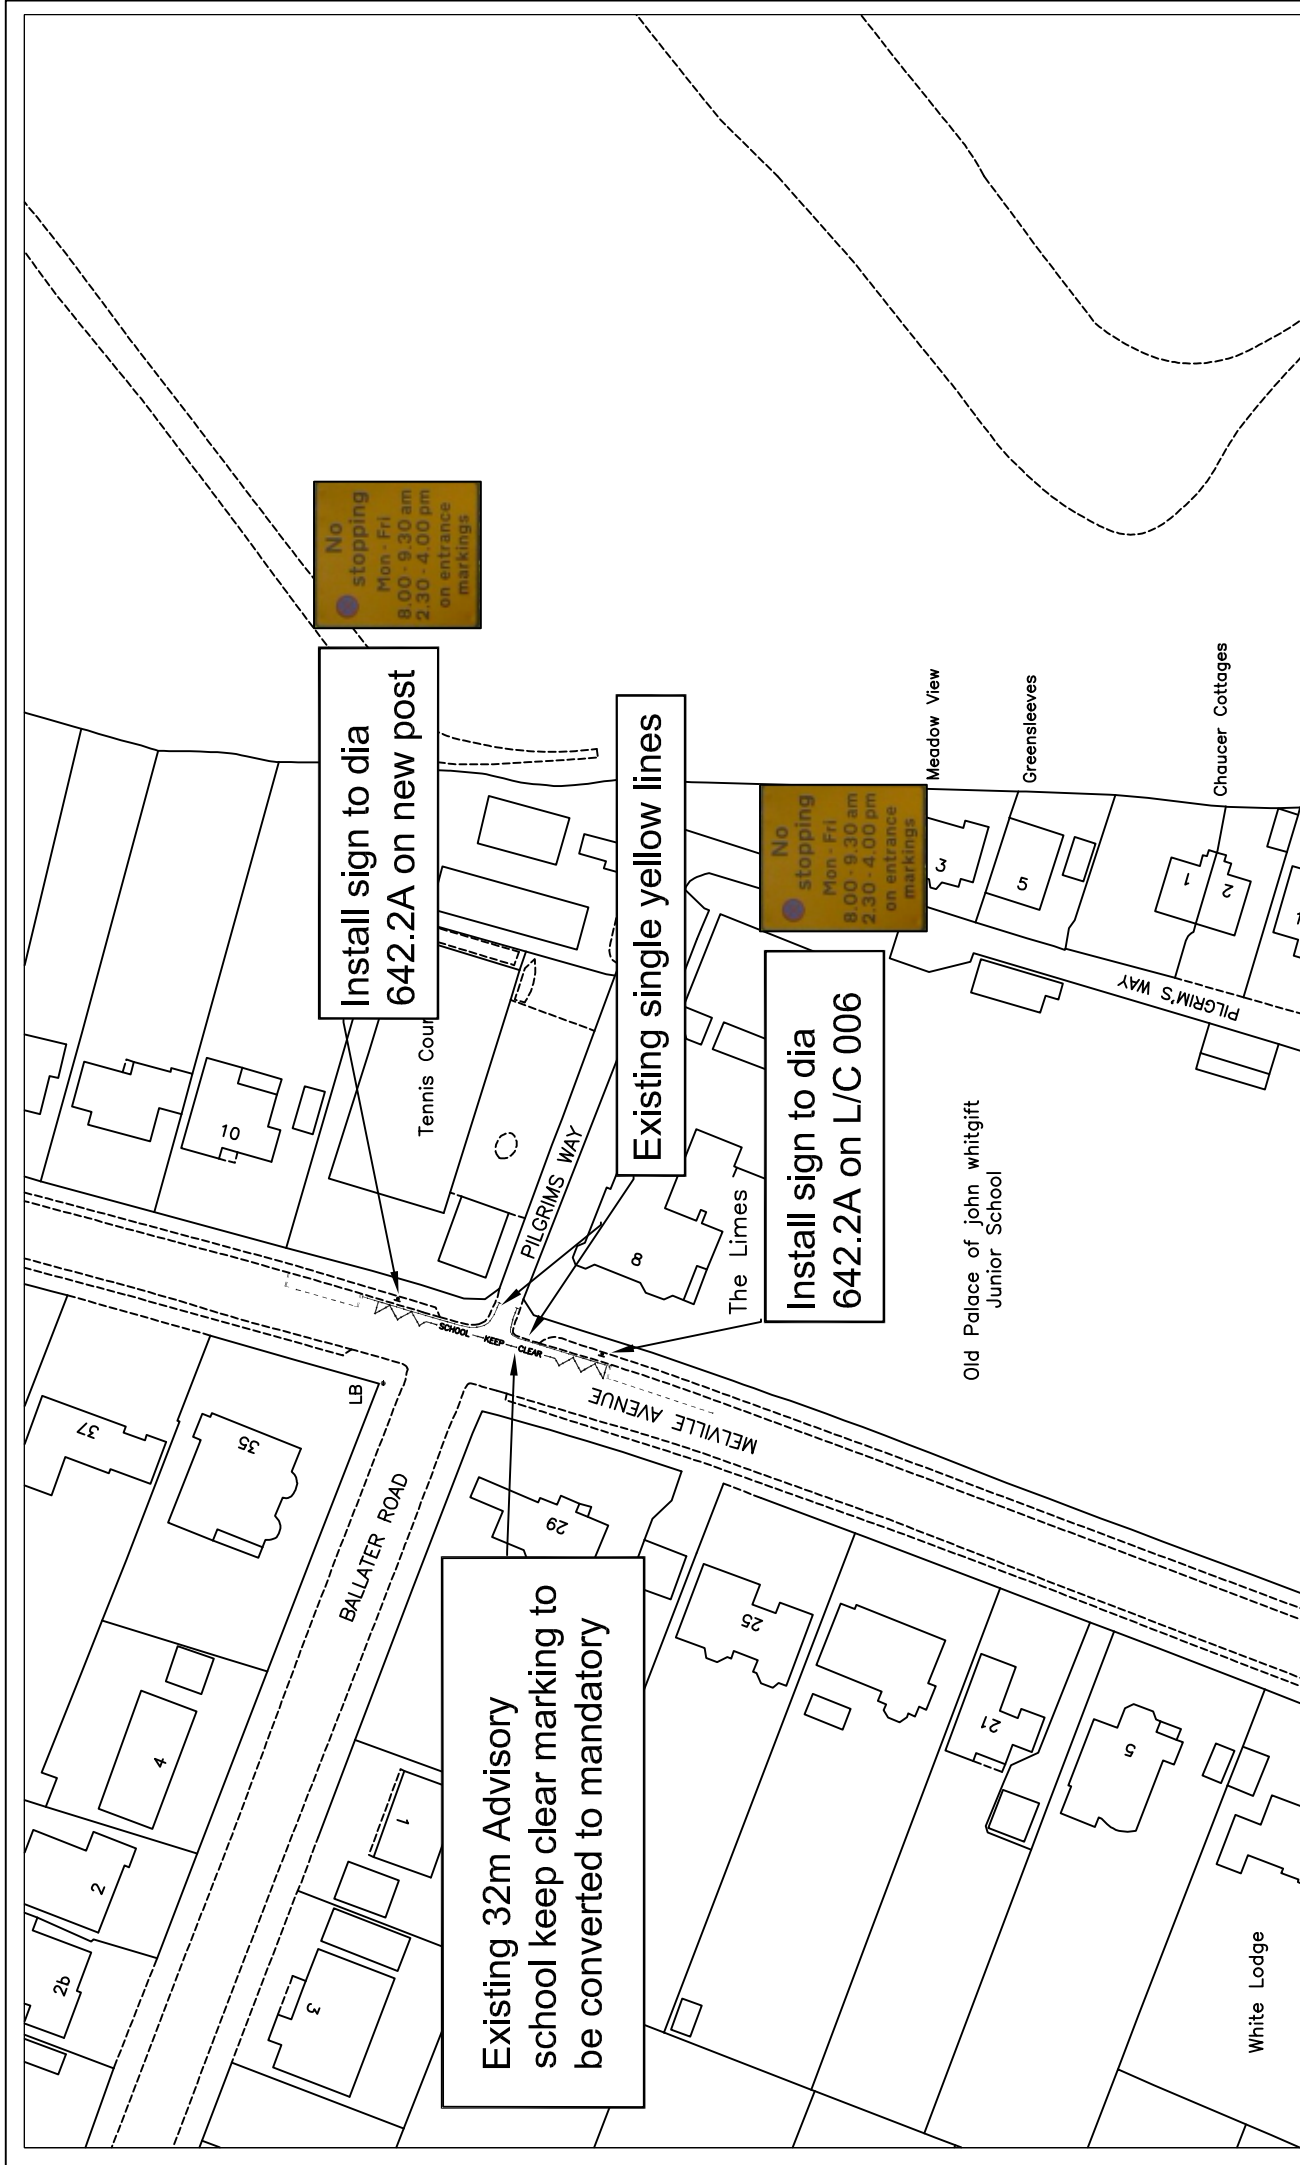 No
stopping
Mon - Fri
8.00 - 9.30 am
2.30 - 4.00 pm
on entrance
markings
Install sign to dia
642.2A on new post
Existing single yellow lines
No
stopping
Mon - Fri
8.00 - 9.30 am
2.30 - 4.00 pm
on entrance
markings
Install sign to dia
642.2A on L/C 006
Existing 32m Advisory
school keep clear marking to
be converted to mandatory
Meadow View
Greensleeves
Chaucer Cottages
3
5
1
2
PILGRIM'S WAY
Tennis Cour
10
PILGRIMS WAY
8
The Limes
Old Palace of john whitgift
Junior School
SCHOOL
KEEP
CLEAR
MELVILLE AVENUE
LB
BALLATER ROAD
37
35
29
25
21
5
4
2
2b
1
3
White Lodge